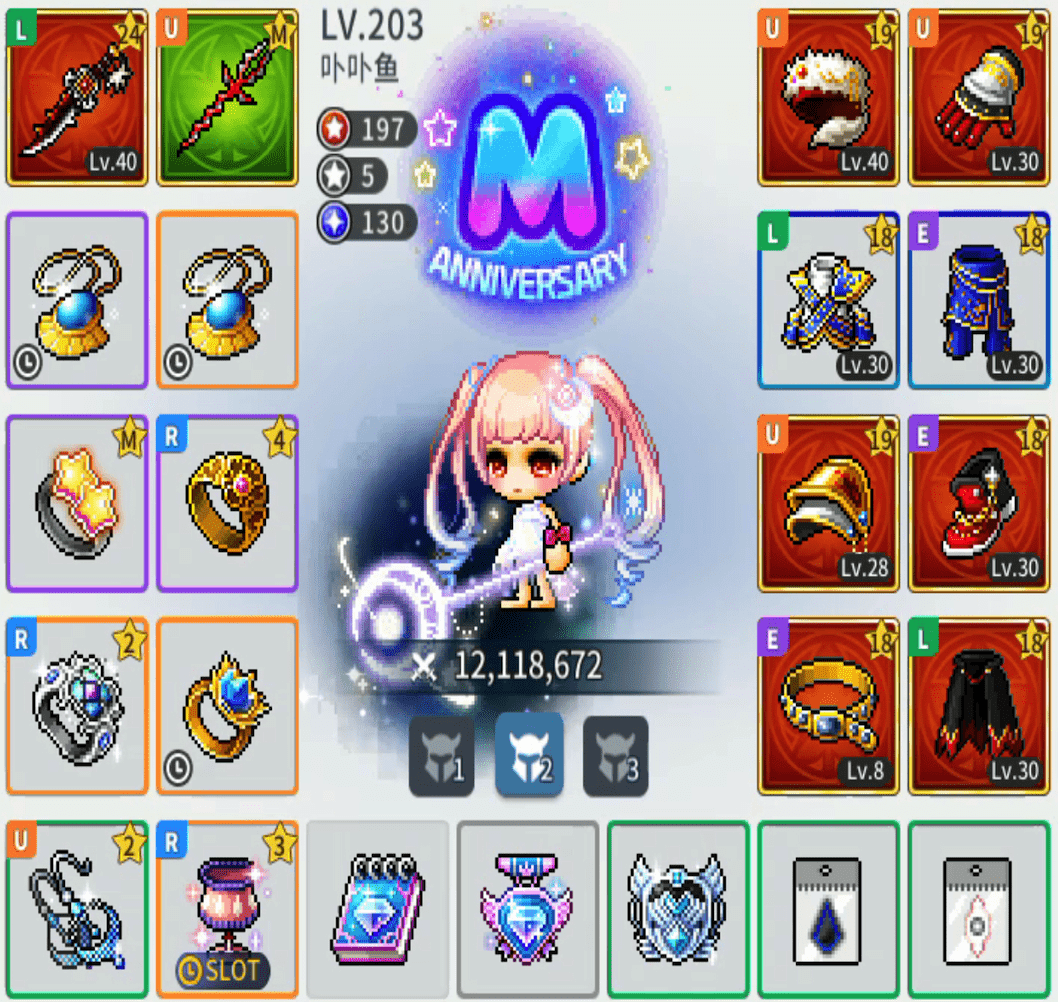 L 24 Lv.40
U M
LV.203
卟卟鱼
197
5
130
M
ANNIVERSARY
U 19 Lv.40
U 19 Lv.30
L 18 Lv.30
E 18 Lv.30
M
R 4
U 19 Lv.28
E 18 Lv.30
R 2
12,118,672
1 2 3
E 18 Lv.8
L 18 Lv.30
U 2
R 3 SLOT